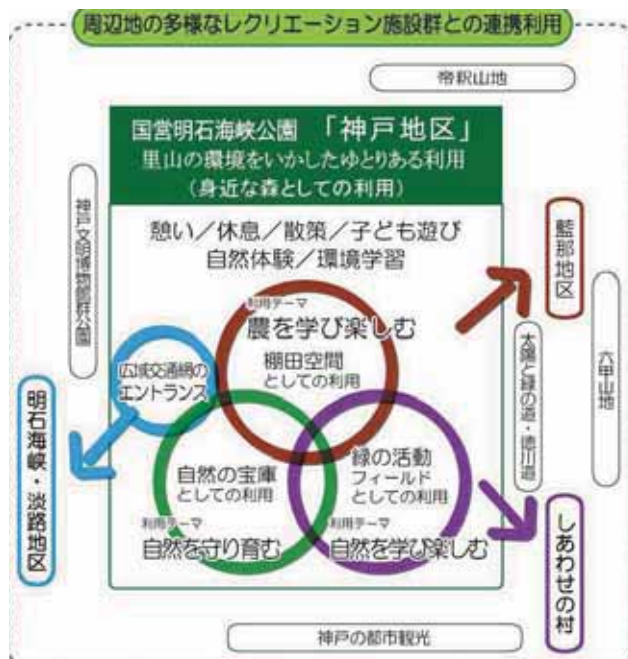 周辺地の多様なレクリエーション施設群との連携利用
帝釈山地
国営明石海峡公園 「神戸地区」
里山の環境をいかしたゆとりある利用
(身近な森としての利用)
神戸文明博物館群公園
憩い／休息／散策／子ども遊び
自然体験／環境学習
藍那地区
利用テーマ
農を学び楽しむ
棚田空間
としての利用
広域交通網の
エントランス
太陽と緑の道・徳川道
六甲山地
明石海峡・淡路地区
自然の宝庫
としての利用
利用テーマ
自然を守り育む
緑の活動
フィールド
としての利用
利用テーマ
自然を学び楽しむ
しあわせの村
神戸の都市観光